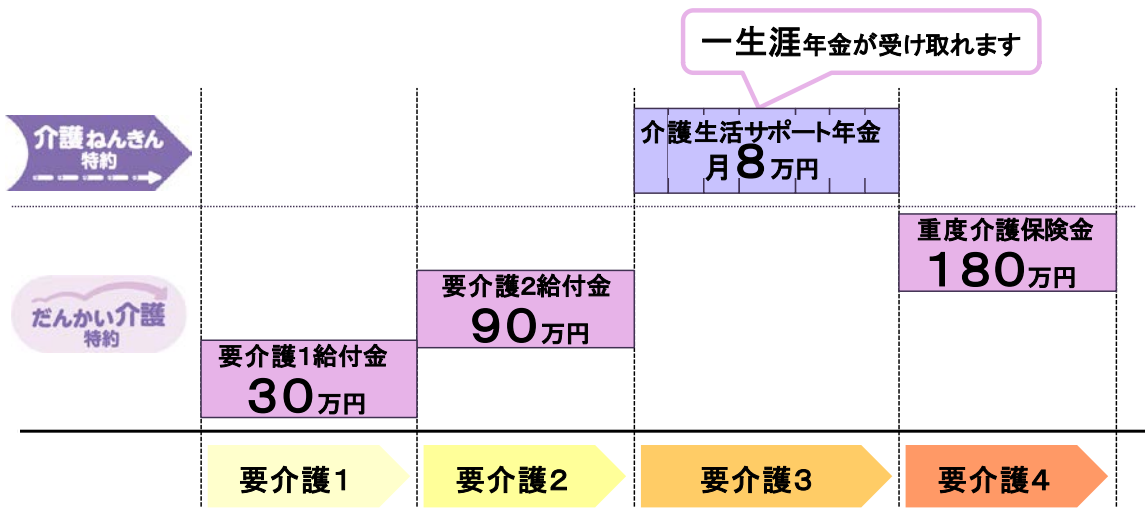 一生涯年金が受け取れます
介護ねんきん
特約
介護生活サポート年金
月8万円
重度介護保険金
180万円
だんかい介護
特約
要介護2給付金
90万円
要介護1給付金
30万円
要介護1
要介護2
要介護3
要介護4